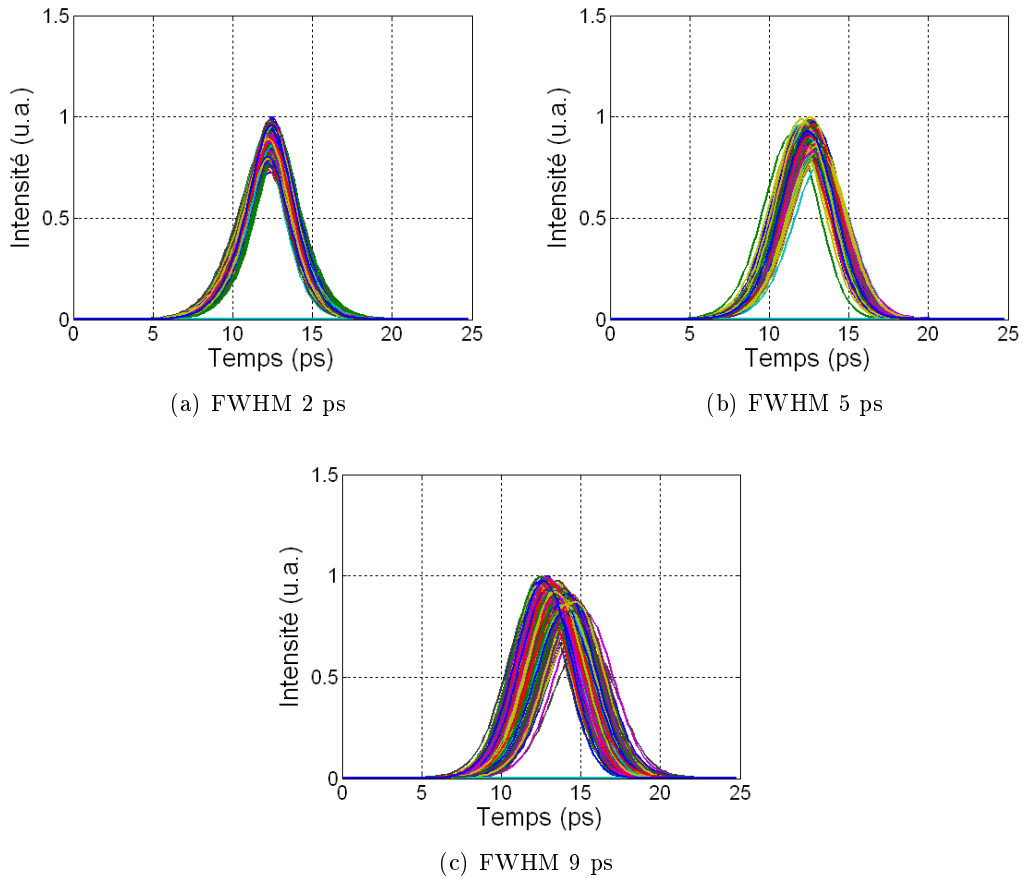 1.5
1
0.5
0
Intensité (u.a.)
0 5 10 15 20 25
Temps (ps)
(a) FWHM 2 ps
1.5
1
0.5
0
Intensité (u.a.)
0 5 10 15 20 25
Temps (ps)
(b) FWHM 5 ps
1.5
1
0.5
0
Intensité (u.a.)
0 5 10 15 20 25
Temps (ps)
(c) FWHM 9 ps